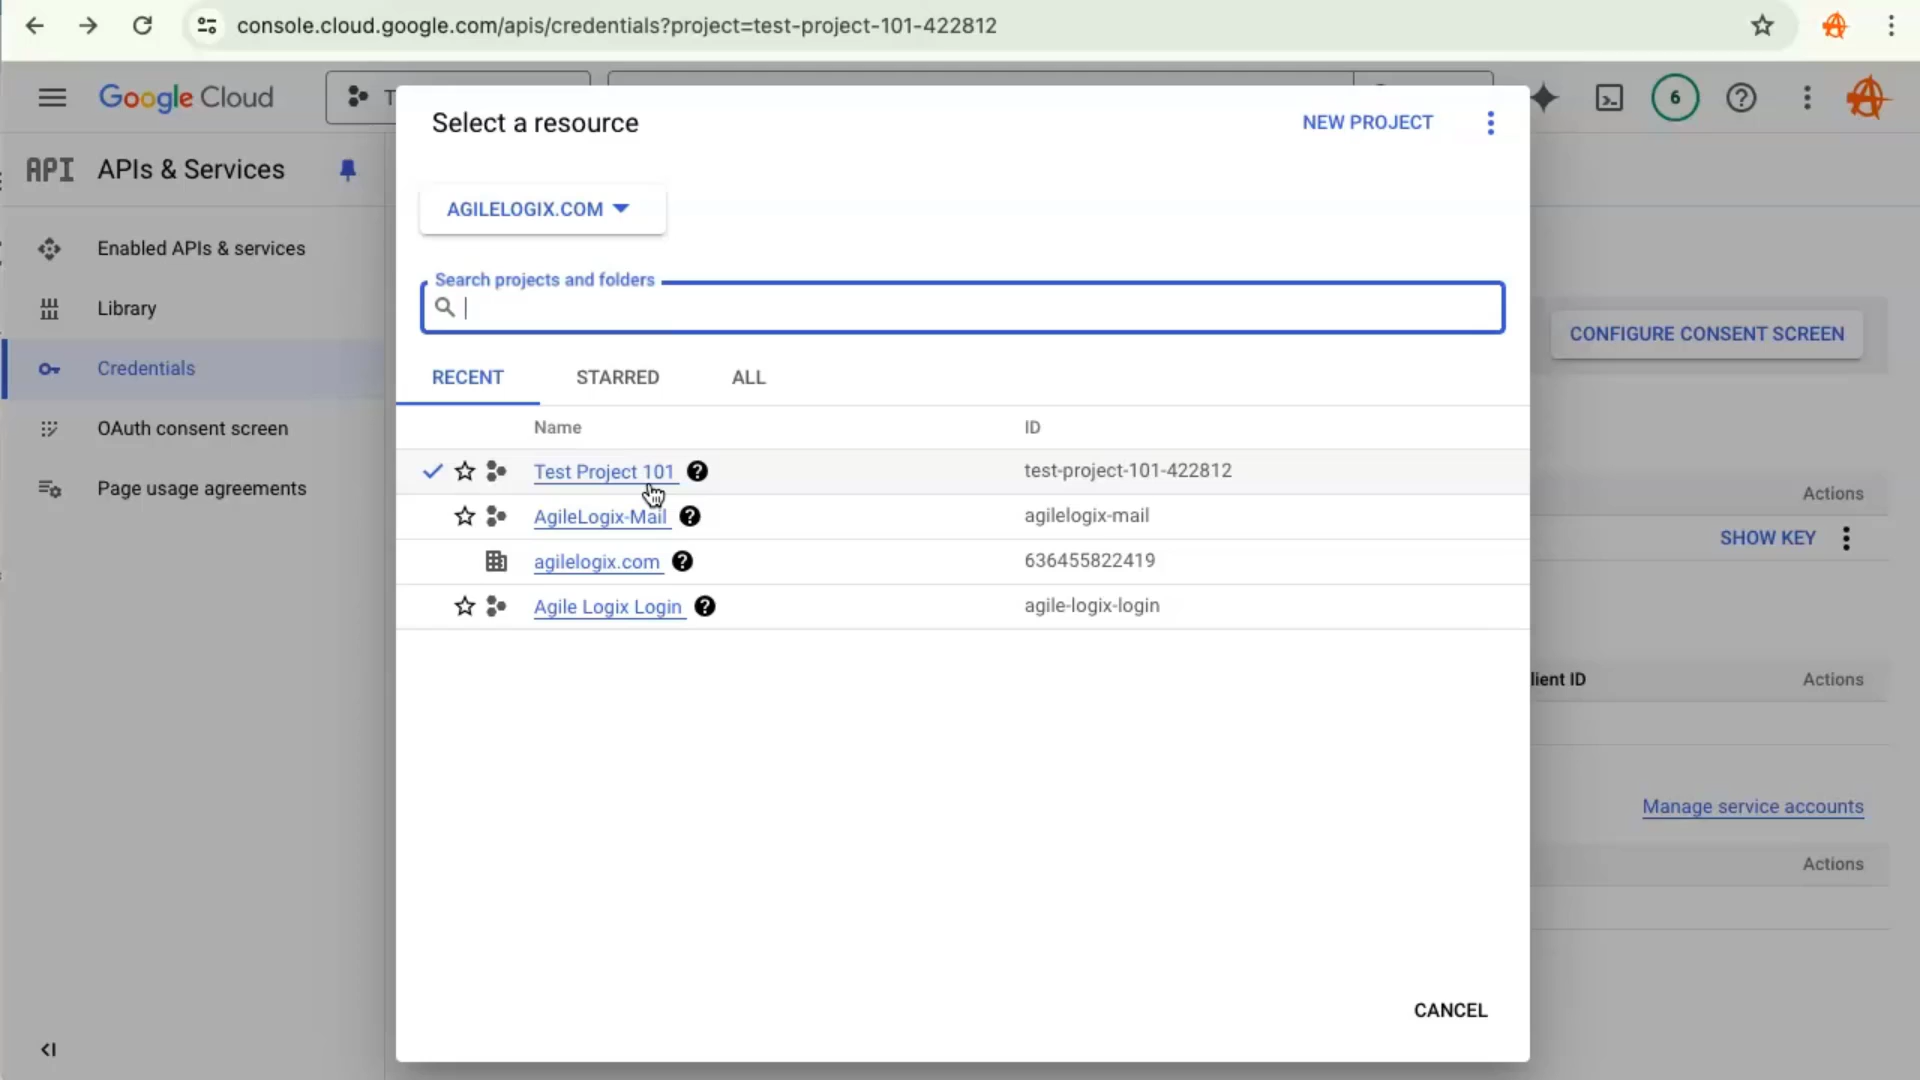 console.cloud.google.com/apis/credentials?project=test-project-101-422812
Google Cloud
T
6
API APIs & Services
Enabled APIs & services
Library
Credentials
OAuth consent screen
Page usage agreements
Select a resource
NEW PROJECT
AGILELOGIX.COM
Search projects and folders
RECENT STARRED ALL
Name ID
Test Project 101 test-project-101-422812
AgileLogix-Mail agilelogix-mail
agilelogix.com 636455822419
Agile Logix Login agile-logix-login
CANCEL
CONFIGURE CONSENT SCREEN
Actions
SHOW KEY
lient ID Actions
Manage service accounts
Actions